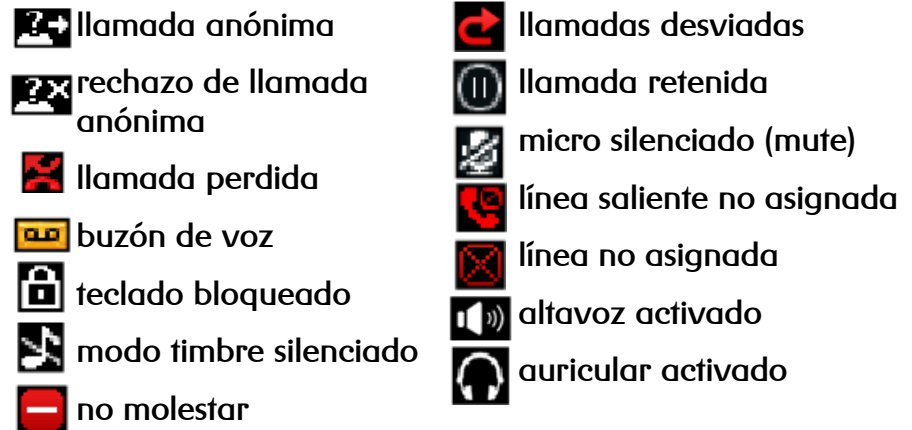 llamada anónima
rechazo de llamada
anónima
llamada perdida
buzón de voz
teclado bloqueado
modo timbre silenciado
no molestar
llamadas desviadas
llamada retenida
micro silenciado (mute)
línea saliente no asignada
línea no asignada
altavoz activado
auricular activado